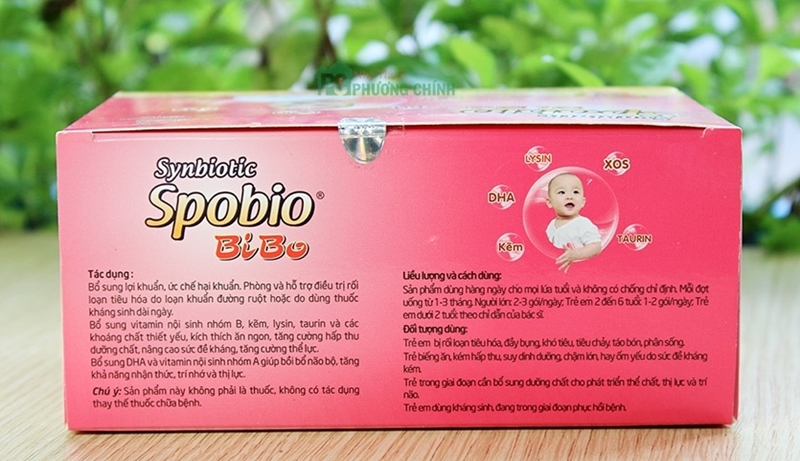 PHƯƠNG CHÍNH
Synbiotic
Spobio®
BiBo
LYSIN
XOS
DHA
Kẽm
TAURIN
Tác dụng :
Bổ sung lợi khuẩn, ức chế hại khuẩn. Phòng và hỗ trợ điều trị rối
loạn tiêu hóa do loạn khuẩn đường ruột hoặc do dùng thuốc
kháng sinh dài ngày.
Bổ sung vitamin nội sinh nhóm B, kẽm, lysin, taurin và các
khoáng chất thiết yếu, kích thích ăn ngon, tăng cường hấp thu
dưỡng chất, nâng cao sức đề kháng, tăng cường thể lực.
Bổ sung DHA và vitamin nội sinh nhóm A giúp bồi bổ não bộ, tăng
khả năng nhận thức, trí nhớ và thị lực.
Chú ý: Sản phẩm này không phải là thuốc, không có tác dụng
thay thế thuốc chữa bệnh.
Liều lượng và cách dùng:
Sản phẩm dùng hàng ngày cho mọi lứa tuổi và không có chống chỉ định. Mỗi đợt
uống từ 1-3 tháng. Người lớn: 2-3 gói/ngày; Trẻ em 2 đến 6 tuổi: 1-2 gói/ngày; Trẻ
em dưới 2 tuổi: theo chỉ dẫn của bác sĩ.
Đối tượng dùng:
Trẻ em bị rối loạn tiêu hóa, đầy bụng, khó tiêu, tiêu chảy, táo bón, phân sống.
Trẻ biếng ăn, kém hấp thu, suy dinh dưỡng, chậm lớn, hay ốm yếu do sức đề kháng
kém.
Trẻ trong giai đoạn cần bổ sung dưỡng chất cho phát triển thể chất, thị lực và trí
não.
Trẻ em dùng kháng sinh, đang trong giai đoạn phục hồi bệnh.